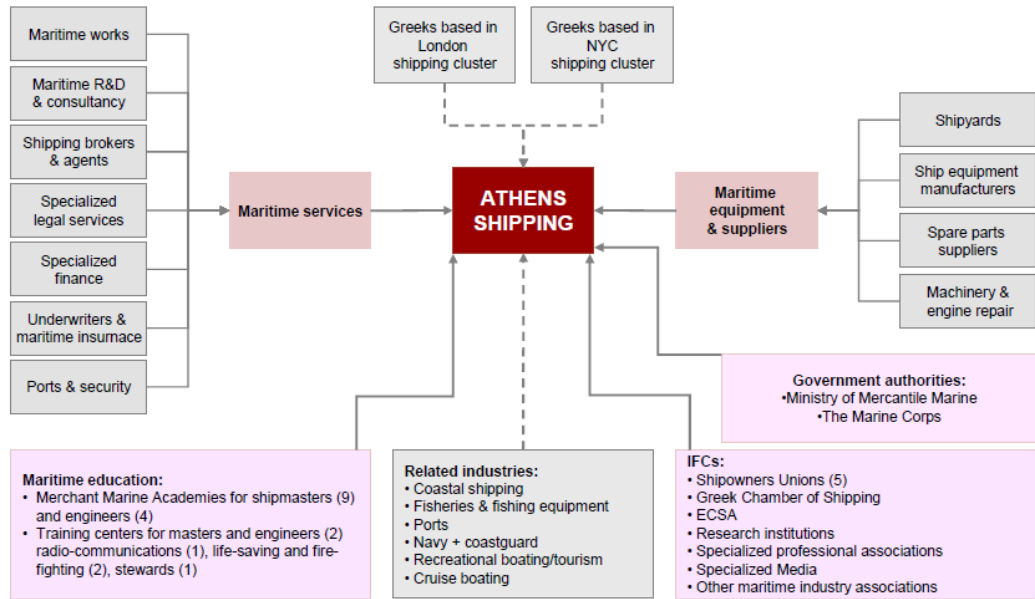 Maritime works
Maritime R&D
& consultancy
Shipping brokers
& agents
Specialized
legal services
Specialized
finance
Underwriters &
maritime insurnace
Ports & security
Maritime services
Greeks based in
London
shipping cluster
Greeks based in
NYC
shipping cluster
ATHENS
SHIPPING
Maritime
equipment
& suppliers
Shipyards
Ship equipment
manufacturers
Spare parts
suppliers
Machinery &
engine repair
Government authorities:
•Ministry of Mercantile Marine
•The Marine Corps
Maritime education:
• Merchant Marine Academies for shipmasters (9)
and engineers (4)
• Training centers for masters and engineers (2)
radio-communications (1), life-saving and fire-
fighting (2), stewards (1)
Related industries:
• Coastal shipping
• Fisheries & fishing equipment
• Ports
• Navy + coastguard
• Recreational boating/tourism
• Cruise boating
IFCs:
• Shipowners Unions (5)
• Greek Chamber of Shipping
• ECSA
• Research institutions
• Specialized professional associations
• Specialized Media
• Other maritime industry associations